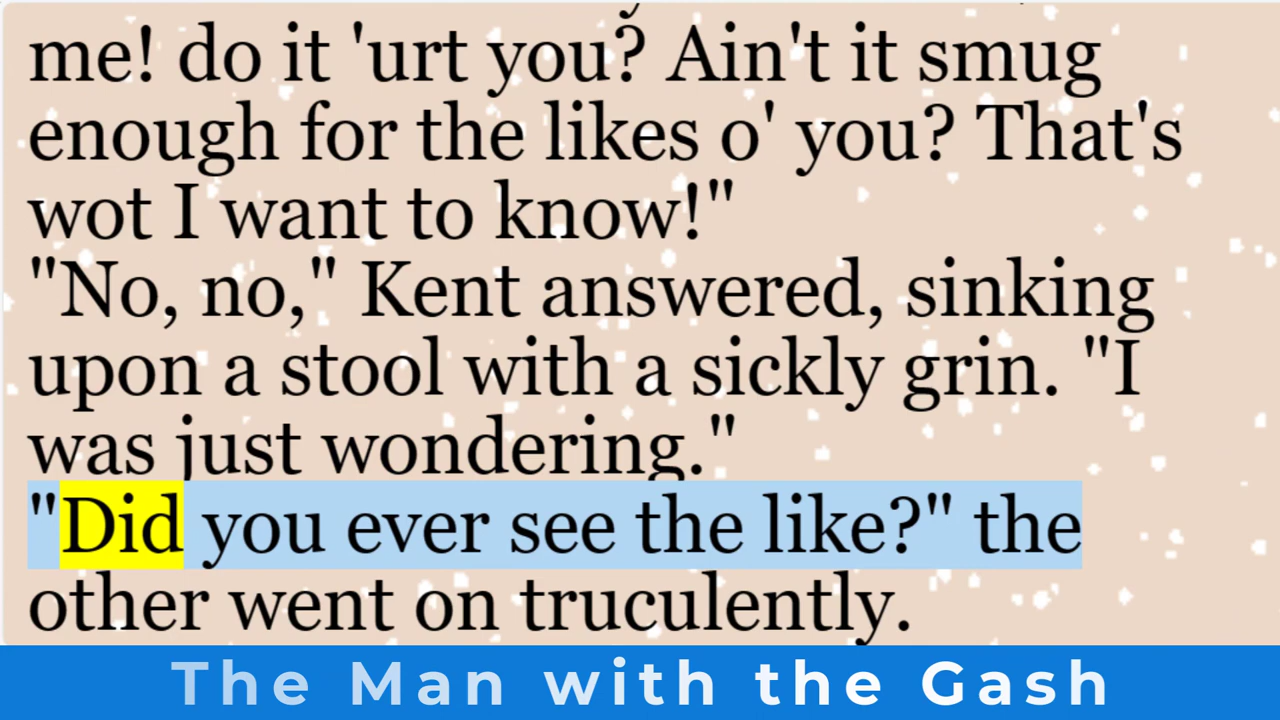 me! do it 'urt you? Ain't it smug
enough for the likes o' you? That's
wot I want to know!"
"No, no," Kent answered, sinking
upon a stool with a sickly grin. "I
was just wondering."
"Did you ever see the like?" the
other went on truculently.
The Man with the Gash